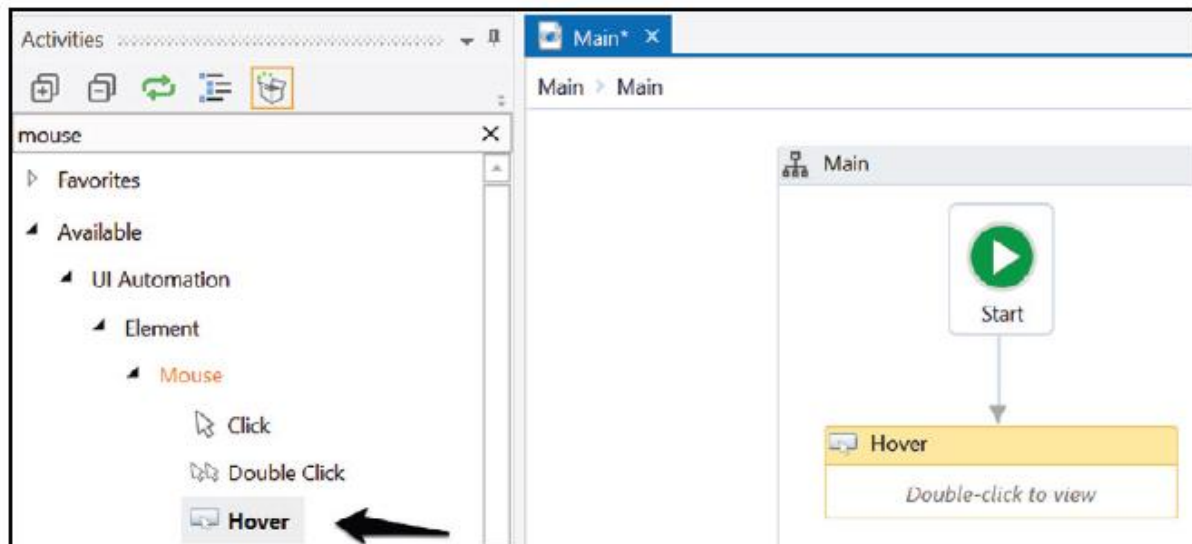 Activities
mouse
Favorites
Available
UI Automation
Element
Mouse
Click
Double Click
Hover
Main*
Main > Main
Main
Start
Hover
Double-click to view